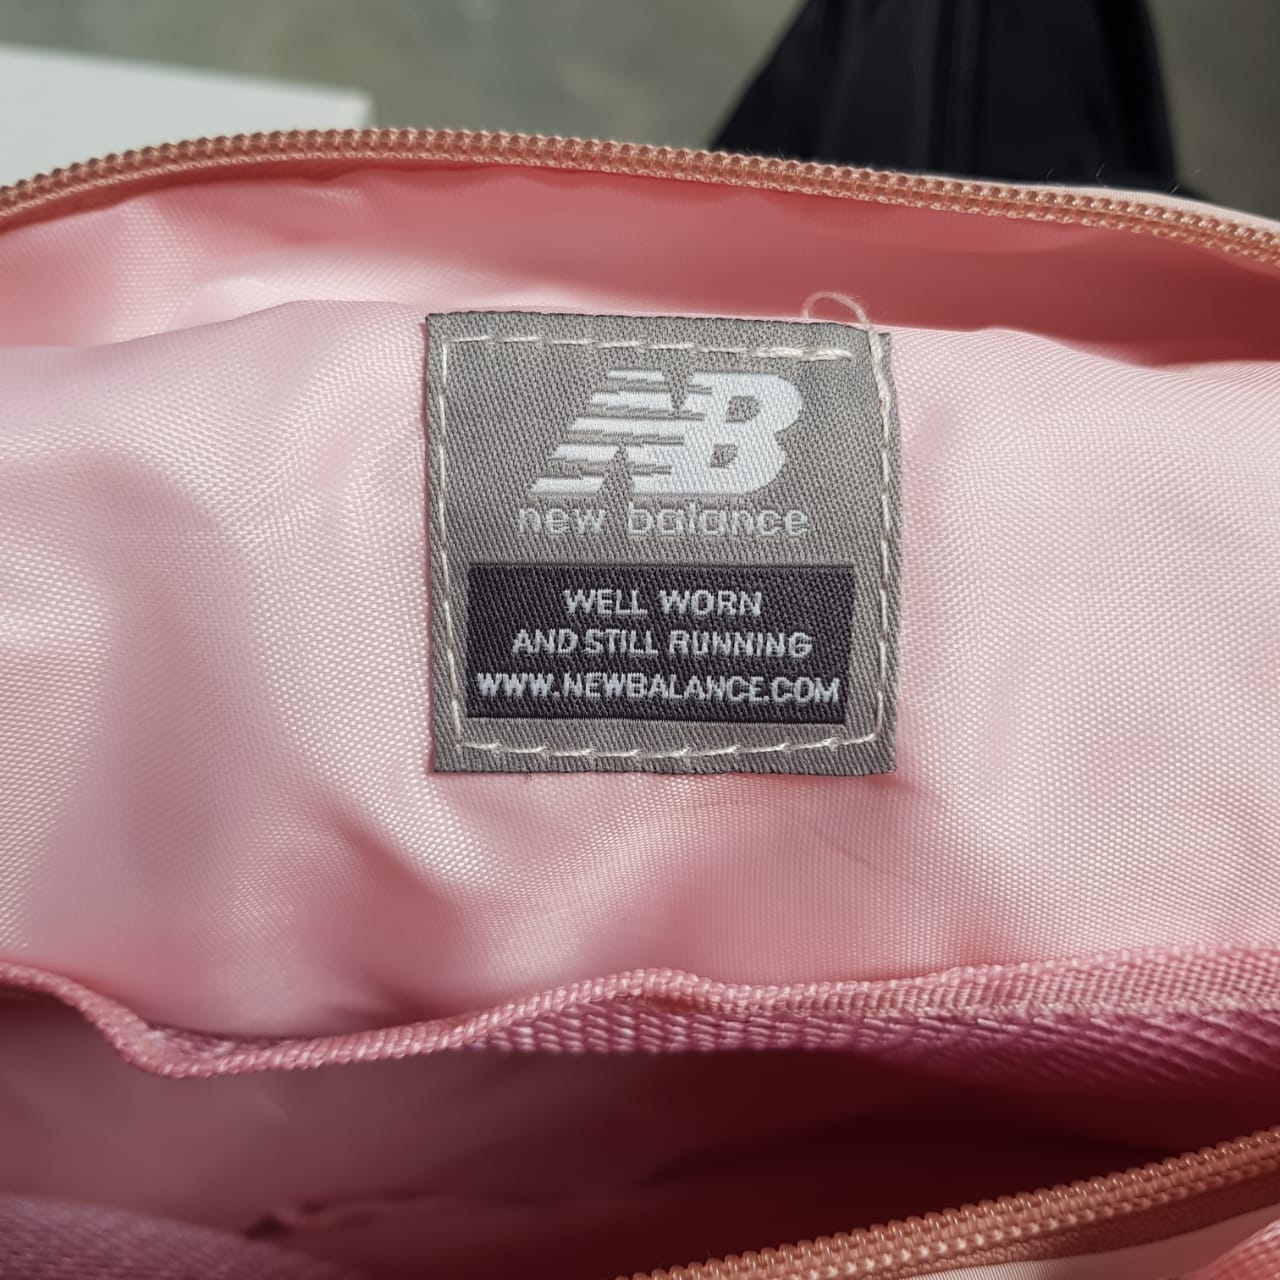 NB
new balance
WELL WORN
AND STILL RUNNING
WWW.NEWBALANCE.COM